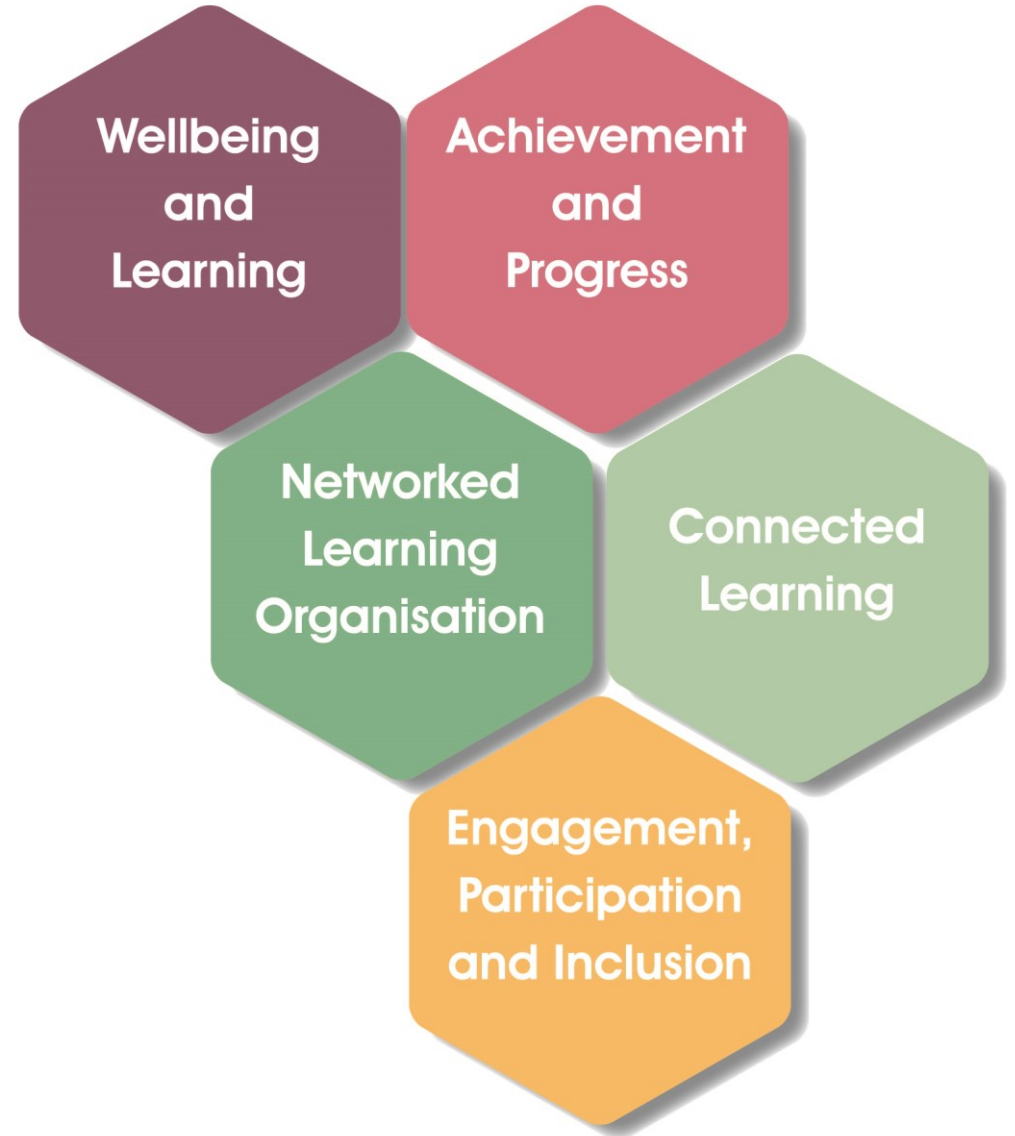 Wellbeing
and
Learning
Achievement
and
Progress
Networked
Learning
Organisation
Connected
Learning
Engagement,
Participation
and Inclusion